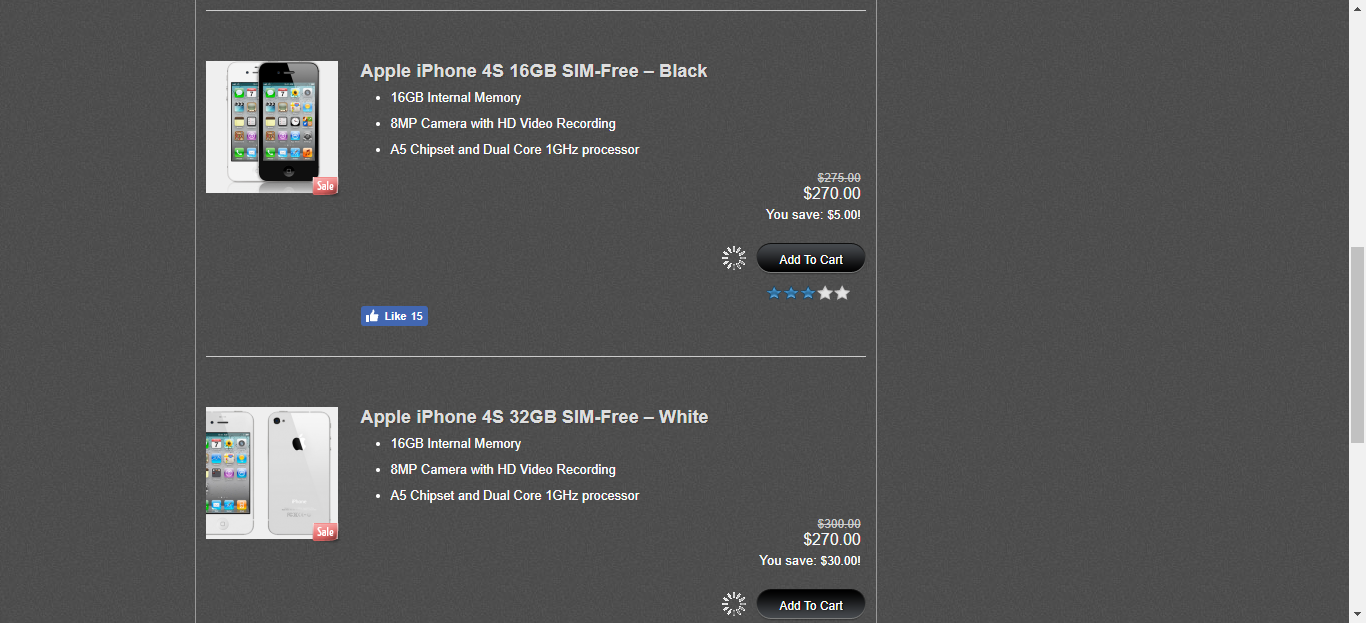 Apple iPhone 4S 16GB SIM-Free – Black
16GB Internal Memory
8MP Camera with HD Video Recording
A5 Chipset and Dual Core 1GHz processor
Sale
$275.00
$270.00
You save: $5.00!
Add To Cart
Like 15
Apple iPhone 4S 32GB SIM-Free – White
16GB Internal Memory
8MP Camera with HD Video Recording
A5 Chipset and Dual Core 1GHz processor
Sale
$300.00
$270.00
You save: $30.00!
Add To Cart